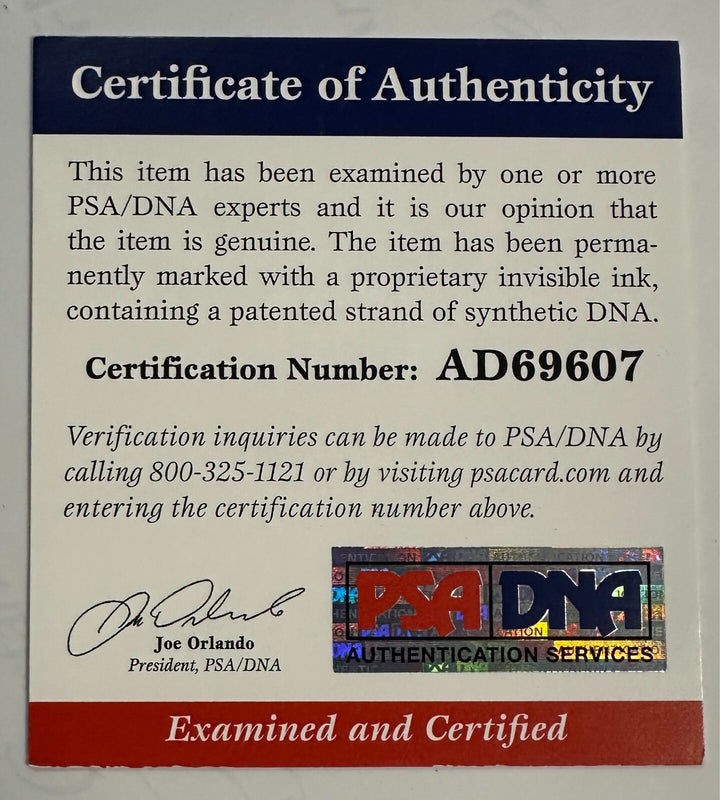 Certificate of Authenticity
This item has been examined by one or more
PSA/DNA experts and it is our opinion that
the item is genuine. The item has been perma-
nently marked with a proprietary invisible ink,
containing a patented strand of synthetic DNA.
Certification Number: AD69607
Verification inquiries can be made to PSA/DNA by
calling 800-325-1121 or by visiting psacard.com and
entering the certification number above.
Joe Orlando
President, PSA/DNA
PSA DNA
AUTHENTICATION SERVICES
Examined and Certified